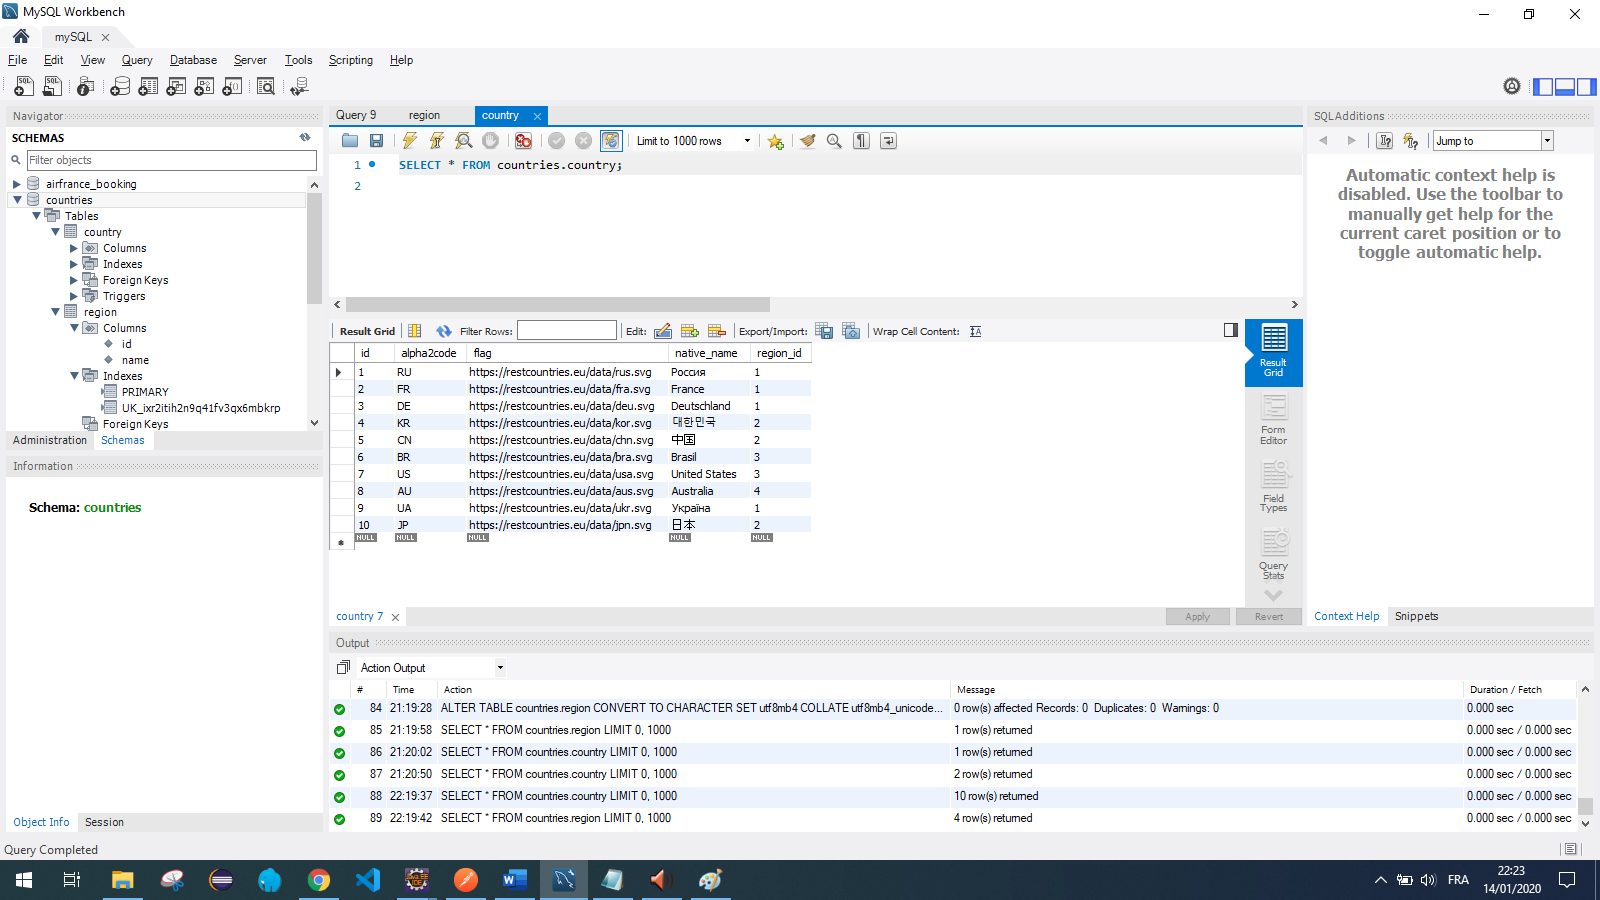 MySQL Workbench
mySQL
File Edit View Query Database Server Tools Scripting Help
Navigator
SCHEMAS
Filter objects
airfrance_booking
countries
Tables
country
Columns
Indexes
Foreign Keys
Triggers
region
Columns
id
name
Indexes
PRIMARY
UK_ixr2itih2n9q41fv3qx6mbkrp
Foreign Keys
Administration Schemas
Information
Schema: countries
Object Info Session
Query 9 region country
Limit to 1000 rows
1 SELECT * FROM countries.country;
2
Result Grid Filter Rows: Edit: Export/Import: Wrap Cell Content:
id alpha2code flag native_name region_id
1 RU https://restcountries.eu/data/rus.svg Россия 1
2 FR https://restcountries.eu/data/fra.svg France 1
3 DE https://restcountries.eu/data/deu.svg Deutschland 1
4 KR https://restcountries.eu/data/kor.svg 대한민국 2
5 CN https://restcountries.eu/data/chn.svg 中国 2
6 BR https://restcountries.eu/data/bra.svg Brasil 3
7 US https://restcountries.eu/data/usa.svg United States 3
8 AU https://restcountries.eu/data/aus.svg Australia 4
9 UA https://restcountries.eu/data/ukr.svg Україна 1
10 JP https://restcountries.eu/data/jpn.svg 日本 2
NULL NULL NULL NULL NULL
Result
Grid
Form
Editor
Field
Types
Query
Stats
country 7
Apply Revert
SQLAdditions
Jump to
Automatic context help is
disabled. Use the toolbar to
manually get help for the
current caret position or to
toggle automatic help.
Context Help Snippets
Output
Action Output
# Time Action Message Duration / Fetch
84 21:19:28 ALTER TABLE countries.region CONVERT TO CHARACTER SET utf8mb4 COLLATE utf8mb4_unicode... 0 row(s) affected Records: 0 Duplicates: 0 Warnings: 0 0.000 sec
85 21:19:58 SELECT * FROM countries.region LIMIT 0, 1000 1 row(s) returned 0.000 sec / 0.000 sec
86 21:20:02 SELECT * FROM countries.country LIMIT 0, 1000 1 row(s) returned 0.000 sec / 0.000 sec
87 21:20:50 SELECT * FROM countries.country LIMIT 0, 1000 2 row(s) returned 0.000 sec / 0.000 sec
88 22:19:37 SELECT * FROM countries.country LIMIT 0, 1000 10 row(s) returned 0.000 sec / 0.000 sec
89 22:19:42 SELECT * FROM countries.region LIMIT 0, 1000 4 row(s) returned 0.000 sec / 0.000 sec
Query Completed
FRA
22:23
14/01/2020